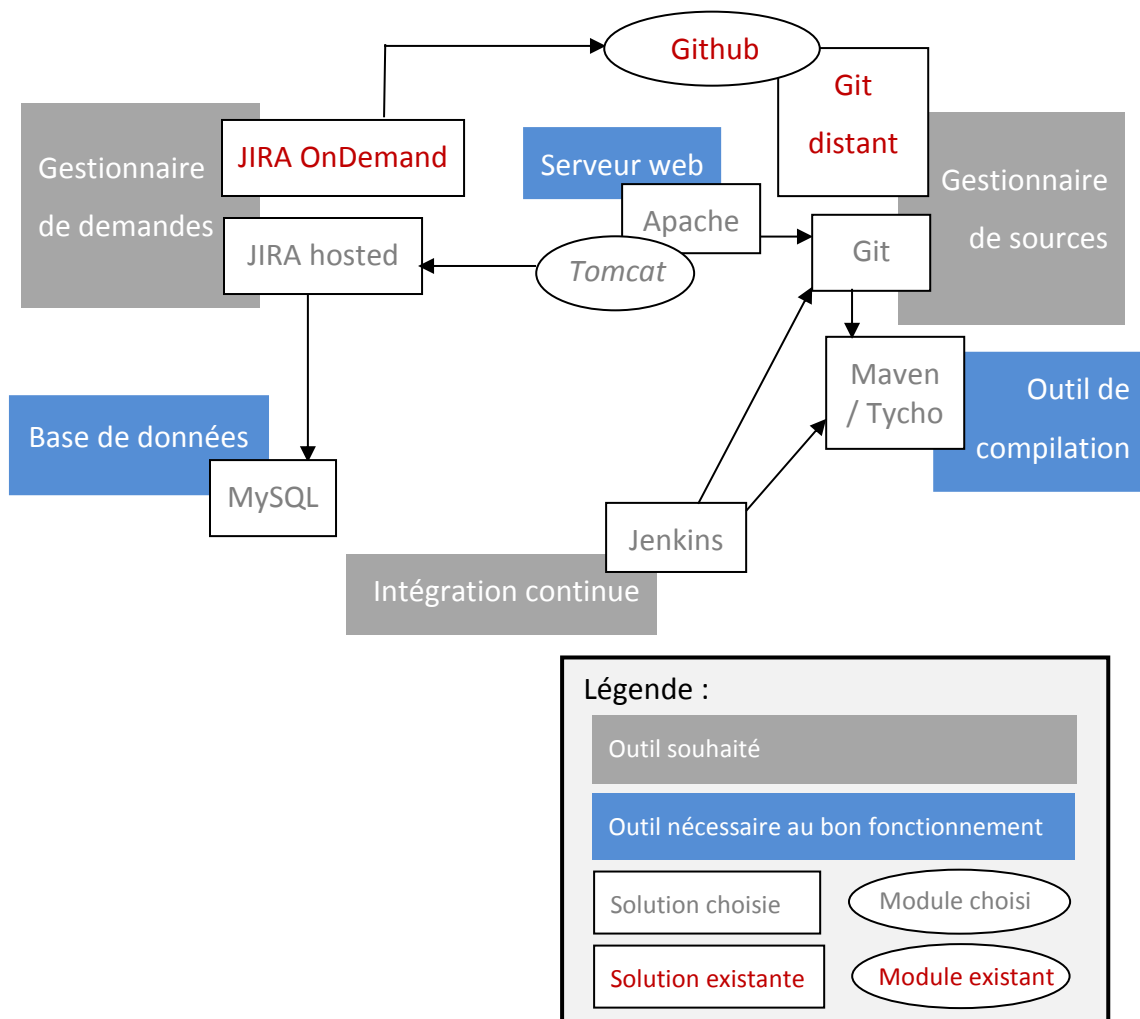 Github
Git
distant
JIRA OnDemand
Gestionnaire
de demandes
Serveur web
Gestionnaire
de sources
Apache
JIRA hosted
Tomcat
Git
Maven
/ Tycho
Outil de
compilation
Base de données
MySQL
Jenkins
Intégration continue
Légende :
Outil souhaité
Outil nécessaire au bon fonctionnement
Solution choisie
Module choisi
Solution existante
Module existant